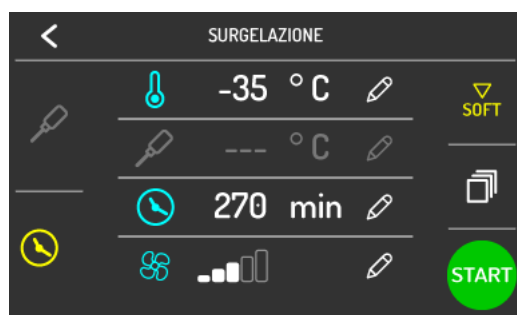 SURGELAZIONE
-35 °C
SOFT
--- °C
270 min
START